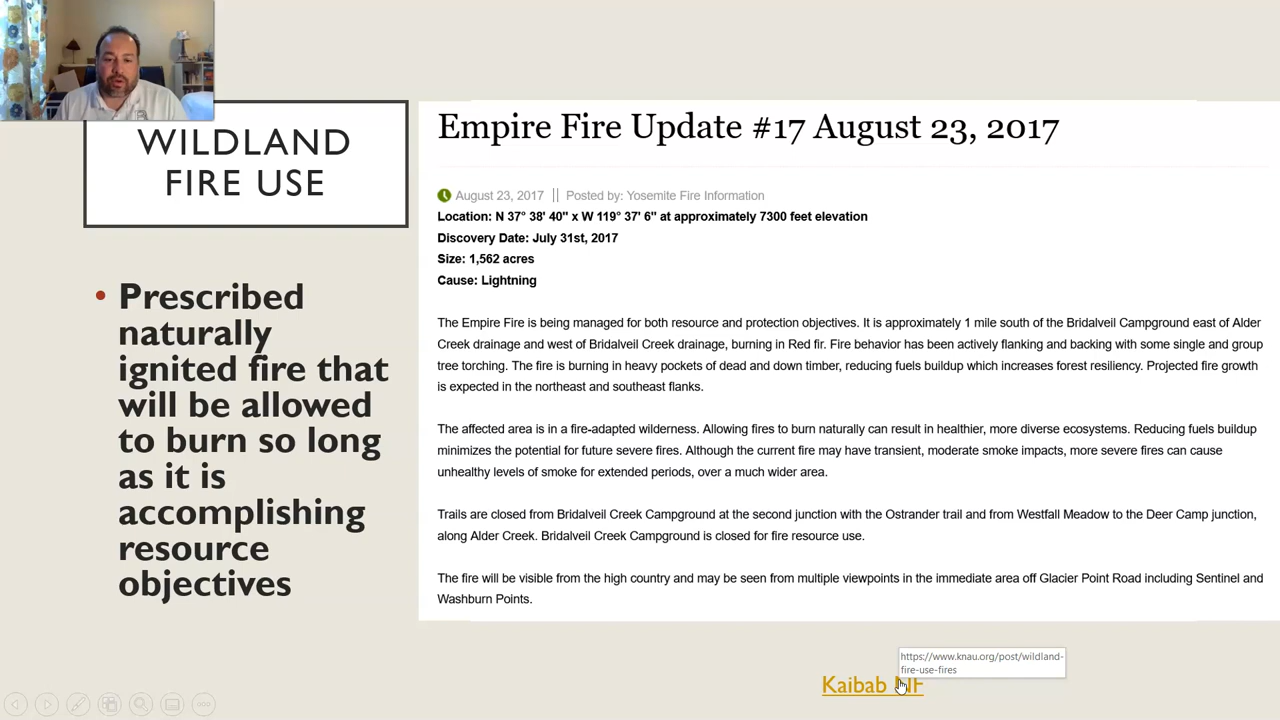 WILDLAND
FIRE USE
• Prescribed
naturally
ignited fire that
will be allowed
to burn so long
as it is
accomplishing
resource
objectives
Empire Fire Update #17 August 23, 2017
August 23, 2017 || Posted by: Yosemite Fire Information
Location: N 37° 38' 40" x W 119° 37' 6" at approximately 7300 feet elevation
Discovery Date: July 31st, 2017
Size: 1,562 acres
Cause: Lightning
The Empire Fire is being managed for both resource and protection objectives. It is approximately 1 mile south of the Bridalveil Campground east of Alder
Creek drainage and west of Bridalveil Creek drainage, burning in Red fir. Fire behavior has been actively flanking and backing with some single and group
tree torching. The fire is burning in heavy pockets of dead and down timber, reducing fuels buildup which increases forest resiliency. Projected fire growth
is expected in the northeast and southeast flanks.
The affected area is in a fire-adapted wilderness. Allowing fires to burn naturally can result in healthier, more diverse ecosystems. Reducing fuels buildup
minimizes the potential for future severe fires. Although the current fire may have transient, moderate smoke impacts, more severe fires can cause
unhealthy levels of smoke for extended periods, over a much wider area.
Trails are closed from Bridalveil Creek Campground at the second junction with the Ostrander trail and from Westfall Meadow to the Deer Camp junction,
along Alder Creek. Bridalveil Creek Campground is closed for fire resource use.
The fire will be visible from the high country and may be seen from multiple viewpoints in the immediate area off Glacier Point Road including Sentinel and
Washburn Points.
https://www.knau.org/post/wildland-
fire-use-fires
Kaibab NF